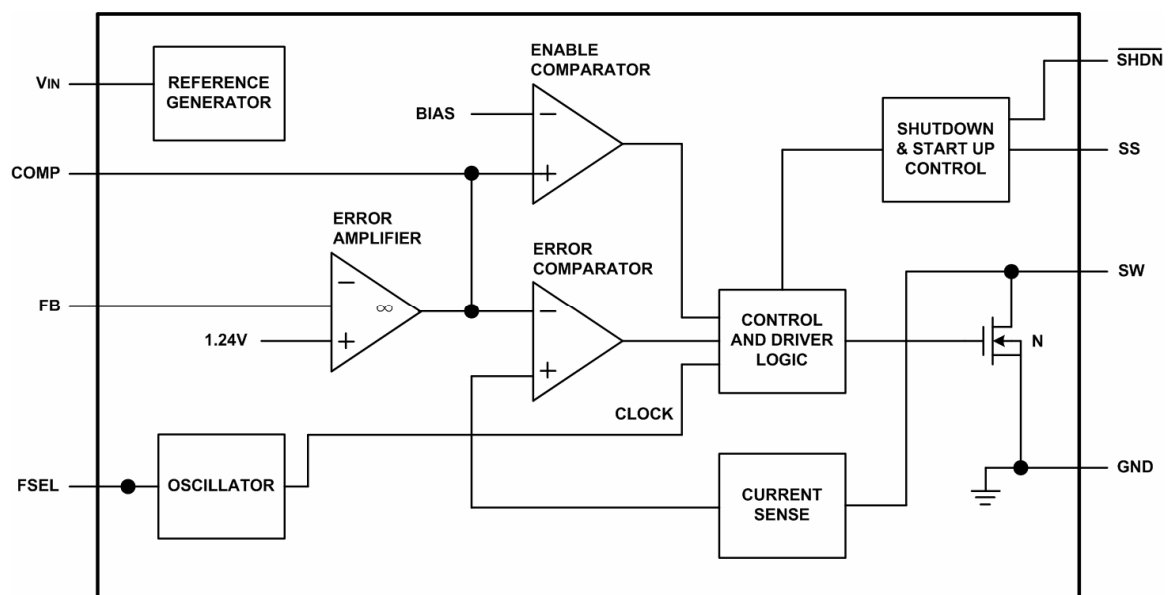 ENABLE
COMPARATOR
SHDN
VIN
REFERENCE
GENERATOR
BIAS
−
+
SHUTDOWN
& START UP
CONTROL
SS
COMP
ERROR
AMPLIFIER
ERROR
COMPARATOR
SW
FB
−
∞
+
1.24V
−
+
CONTROL
AND DRIVER
LOGIC
N
CLOCK
FSEL
OSCILLATOR
CURRENT
SENSE
GND